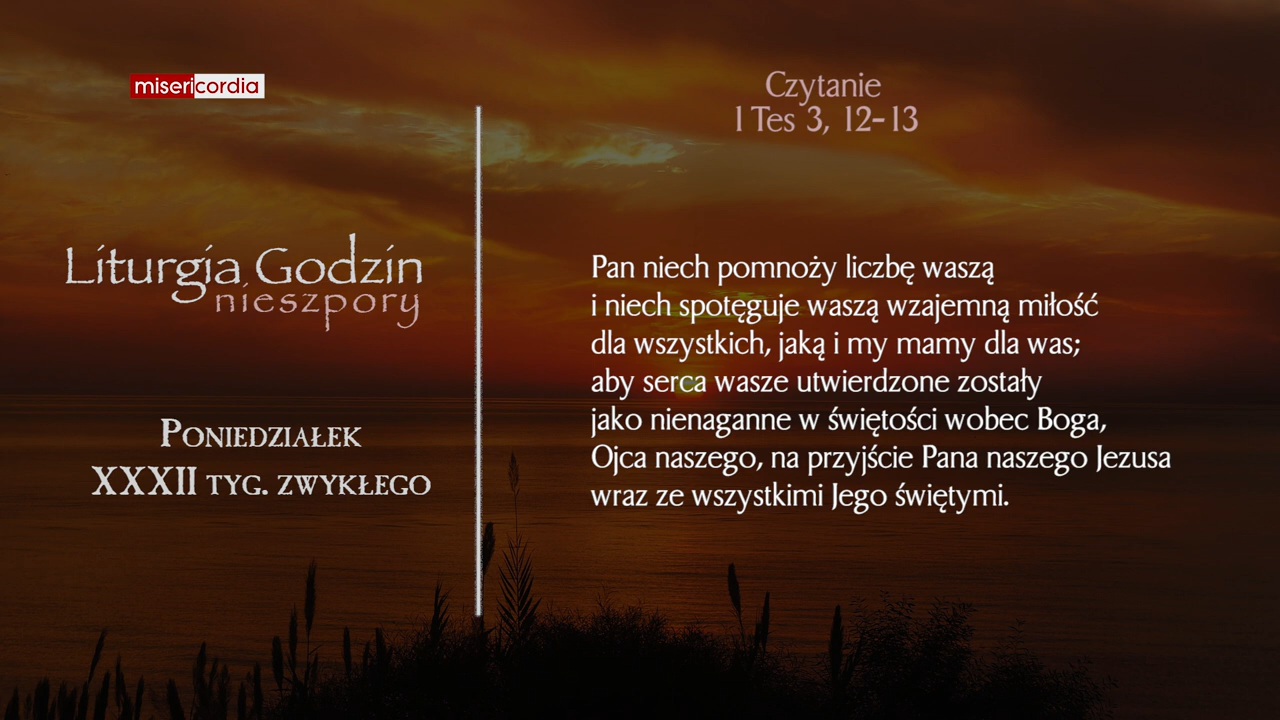 misericordia
Liturgia Godzin
nieszpory
Poniedziałek
XXXII tyg. zwykłego
Czytanie
1 Tes 3, 12-13
Pan niech pomnoży liczbę waszą
i niech spotęguje waszą wzajemną miłość
dla wszystkich, jaką i my mamy dla was;
aby serca wasze utwierdzone zostały
jako nienaganne w świętości wobec Boga,
Ojca naszego, na przyjście Pana naszego Jezusa
wraz ze wszystkimi Jego świętymi.